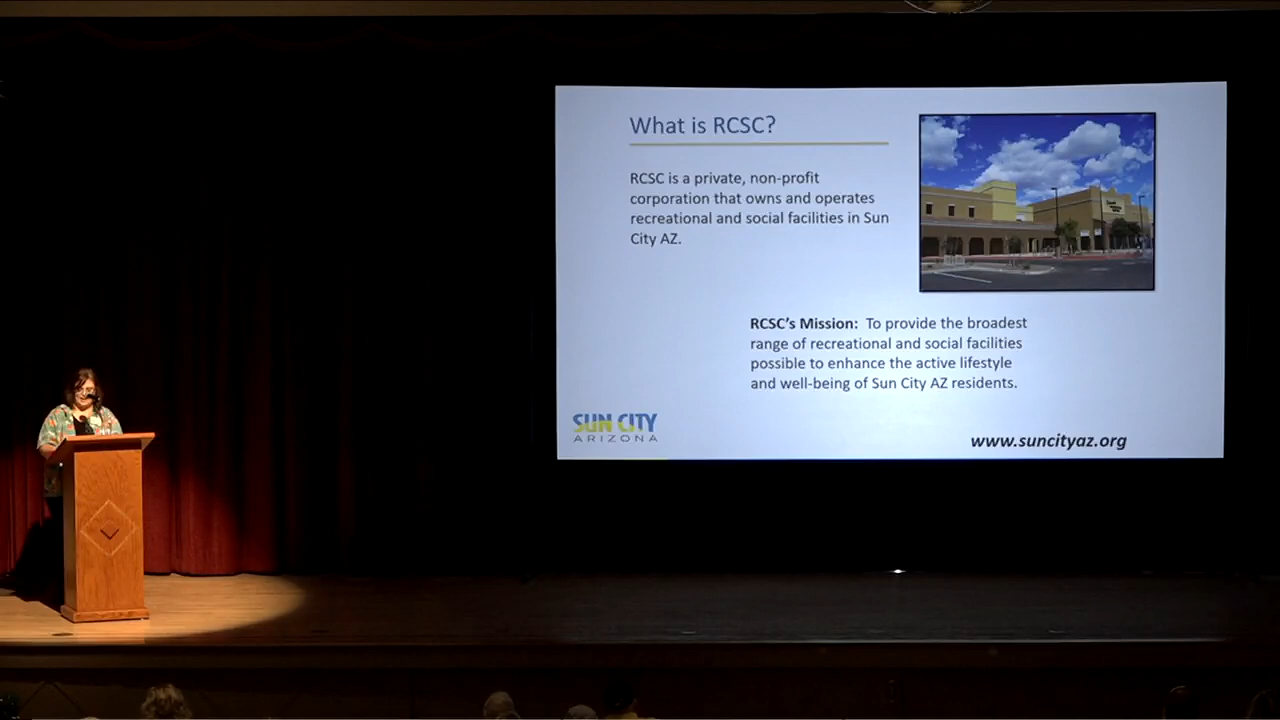 What is RCSC?
RCSC is a private, non-profit
corporation that owns and operates
recreational and social facilities in Sun
City AZ.
RCSC's Mission: To provide the broadest
range of recreational and social facilities
possible to enhance the active lifestyle
and well-being of Sun City AZ residents.
SUN CITY
ARIZONA
www.suncityaz.org